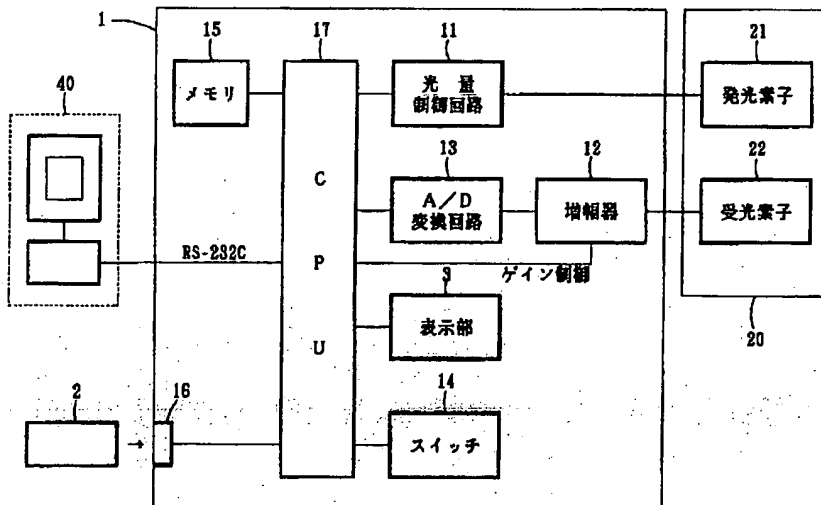 1
15
17
11
21
メモリ
光 量
制御回路
発光素子
40
13
12
22
C
P
U
A/D
変換回路
増幅器
受光素子
RS-232C
ゲイン制御
3
表示部
20
2
16
14
スイッチ